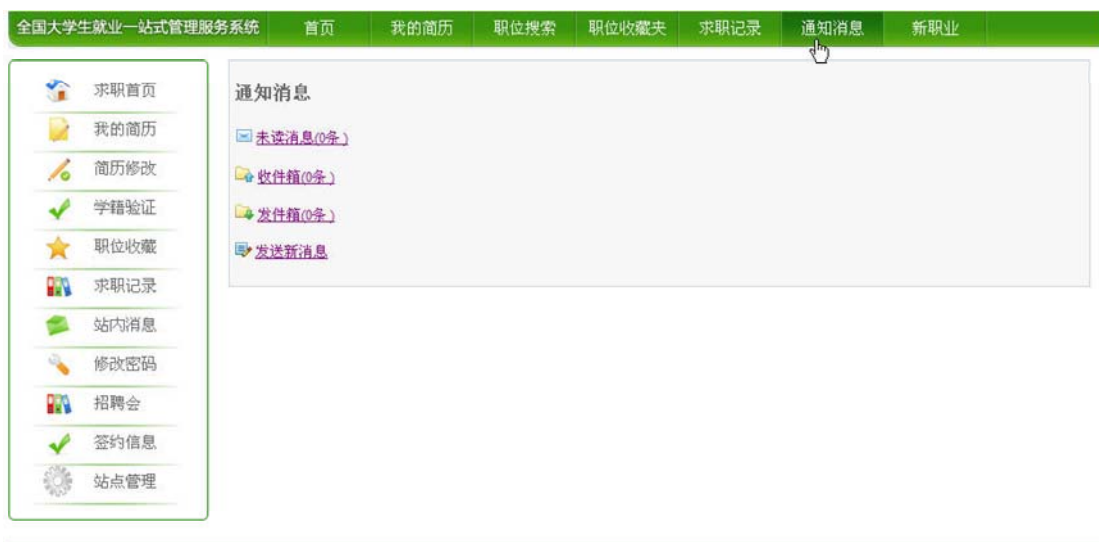 全国大学生就业一站式管理服务系统 首页 我的简历 职位搜索 职位收藏夹 求职记录 通知消息 新职业
求职首页
我的简历
简历修改
学籍验证
职位收藏
求职记录
站内消息
修改密码
招聘会
签约信息
站点管理
通知消息
未读消息(0条)
收件箱(0条)
发件箱(0条)
发送新消息